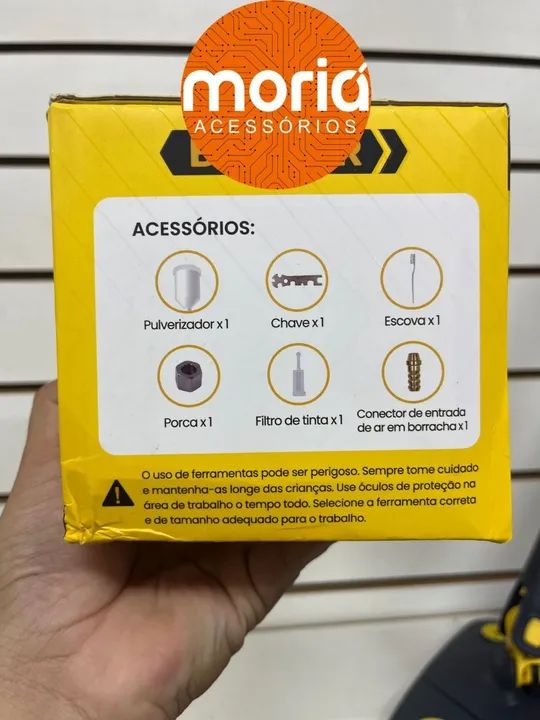 moriá
ACESSÓRIOS
ACESSÓRIOS:
Pulverizador x 1
Chave x 1
Escova x 1
Porca x 1
Filtro de tinta x 1
Conector de entrada
de ar em borracha x 1
O uso de ferramentas pode ser perigoso. Sempre tome cuidado
e mantenha-as longe das crianças. Use óculos de proteção na
área de trabalho o tempo todo. Selecione a ferramenta correta
e de tamanho adequado para o trabalho.